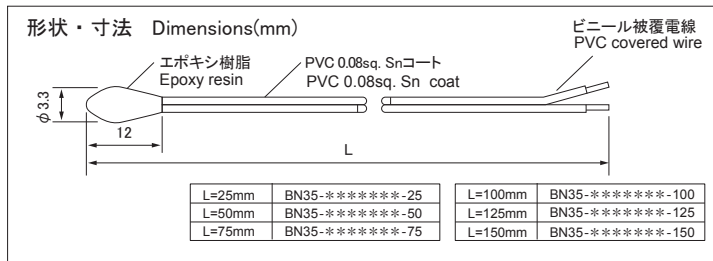 形状・寸法 Dimensions(mm)
エポキシ樹脂
Epoxy resin
PVC 0.08sq. Snコート
PVC 0.08sq. Sn coat
ビニール被覆電線
PVC covered wire
φ3.3
12
L
L=25mm BN35-*******-25
L=50mm BN35-*******-50
L=75mm BN35-*******-75
L=100mm BN35-*******-100
L=125mm BN35-*******-125
L=150mm BN35-*******-150